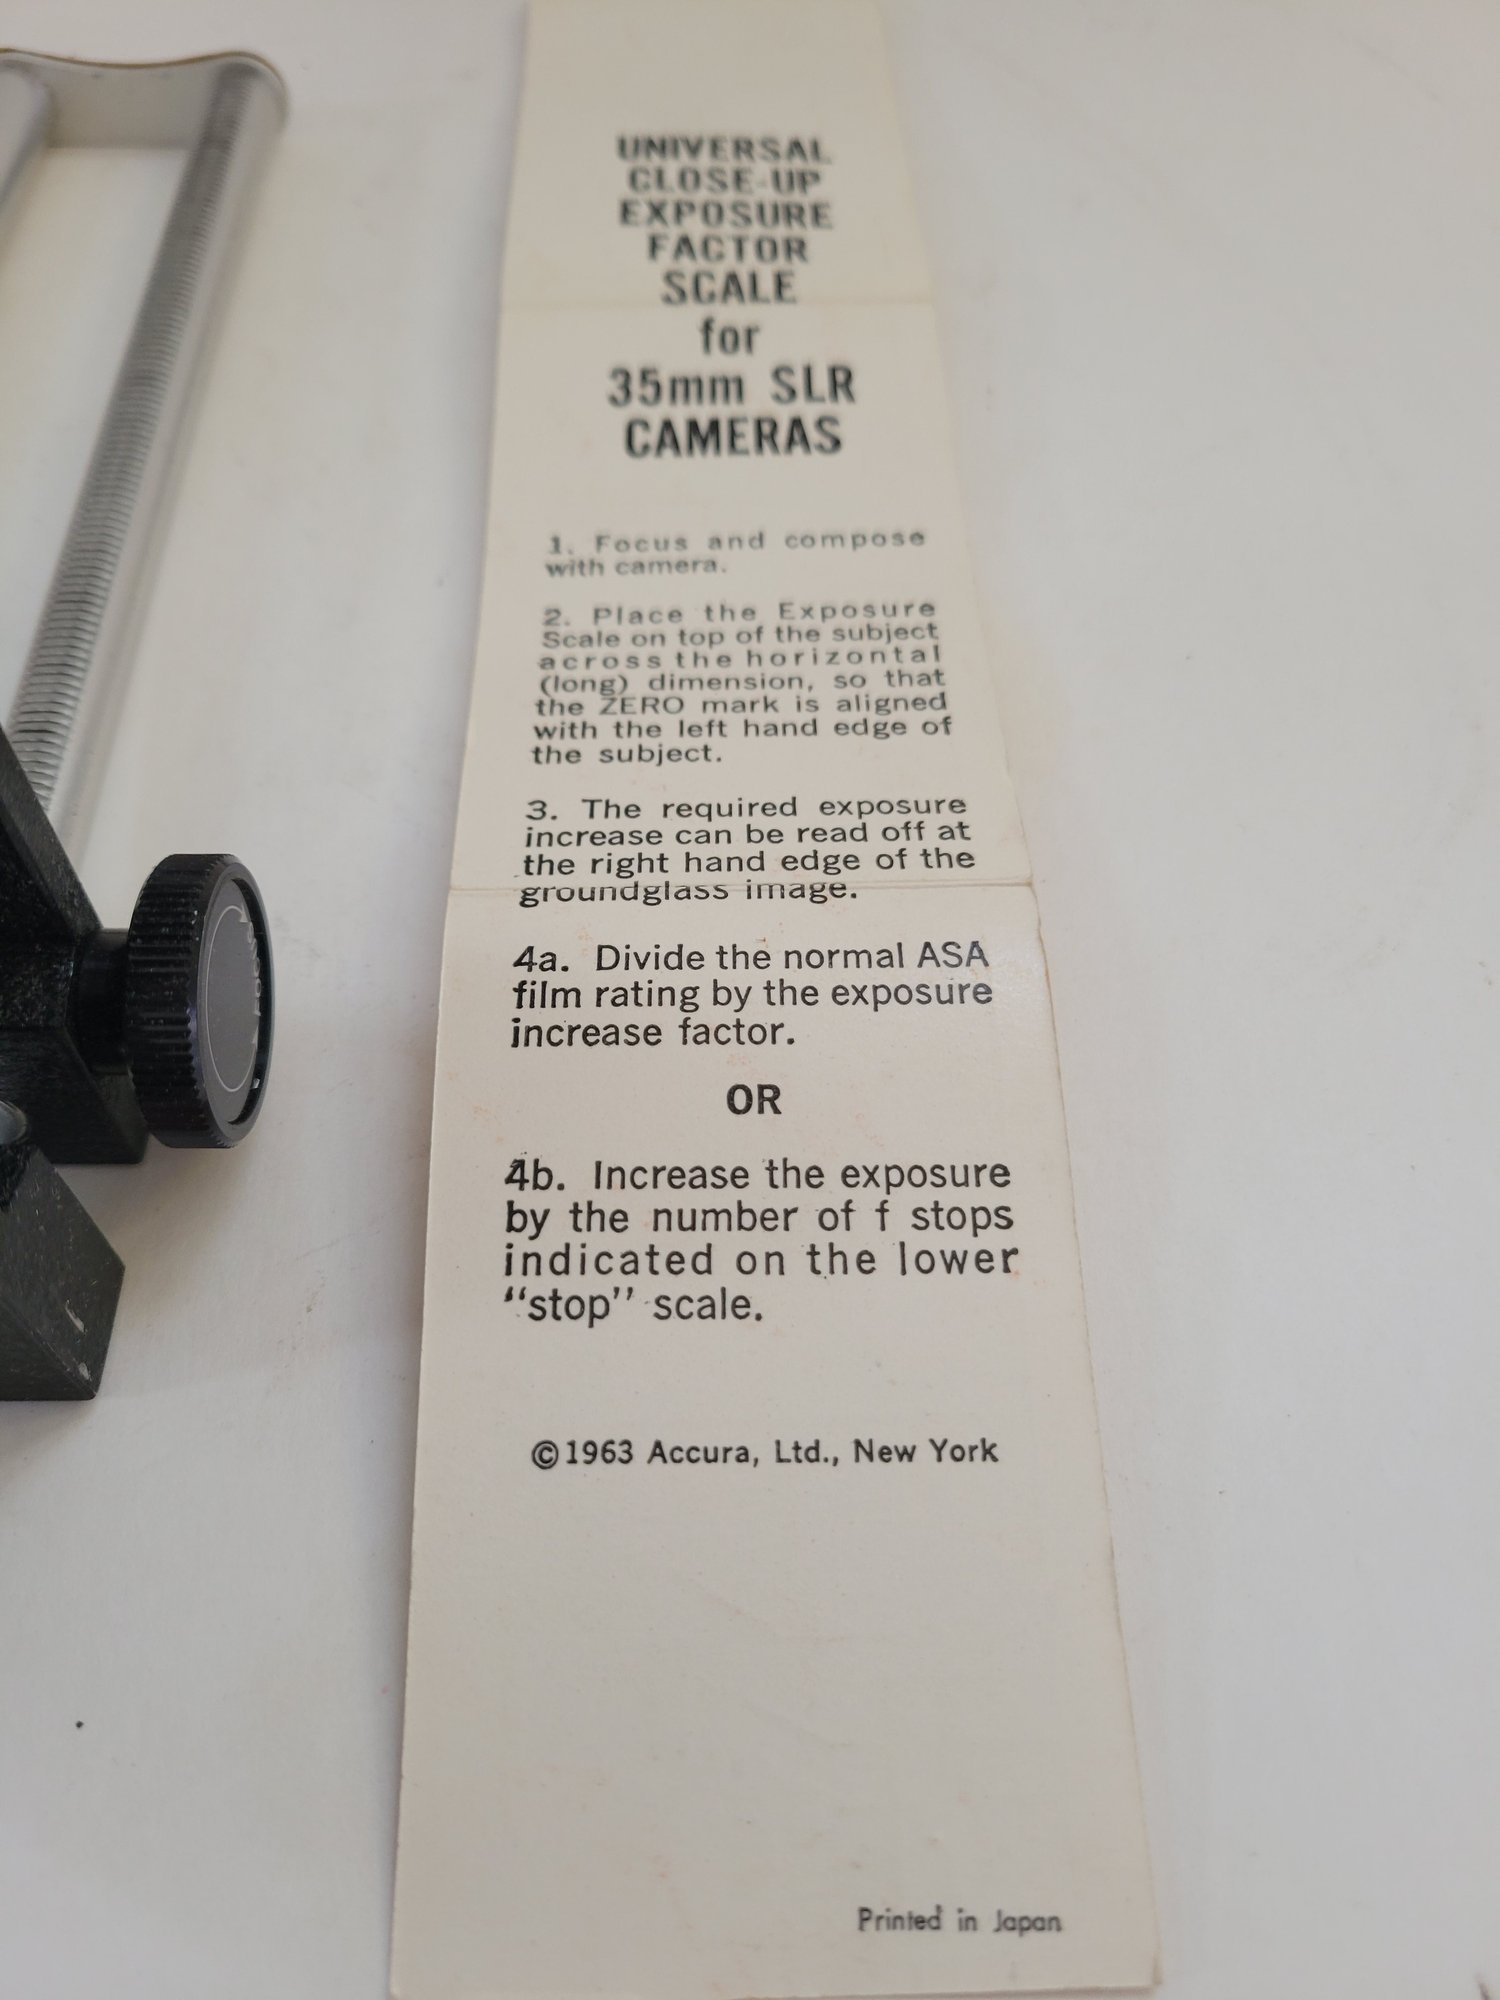 UNIVERSAL
CLOSE-UP
EXPOSURE
FACTOR
SCALE
for
35mm SLR
CAMERAS
1. Focus and compose
with camera.
2. Place the Exposure
Scale on top of the subject
across the horizontal
(long) dimension, so that
the ZERO mark is aligned
with the left hand edge of
the subject.
3. The required exposure
increase can be read off at
the right hand edge of the
groundglass image.
4a. Divide the normal ASA
film rating by the exposure
increase factor.
OR
4b. Increase the exposure
by the number of f stops
indicated on the lower
“stop” scale.
©1963 Accura, Ltd., New York
Printed in Japan